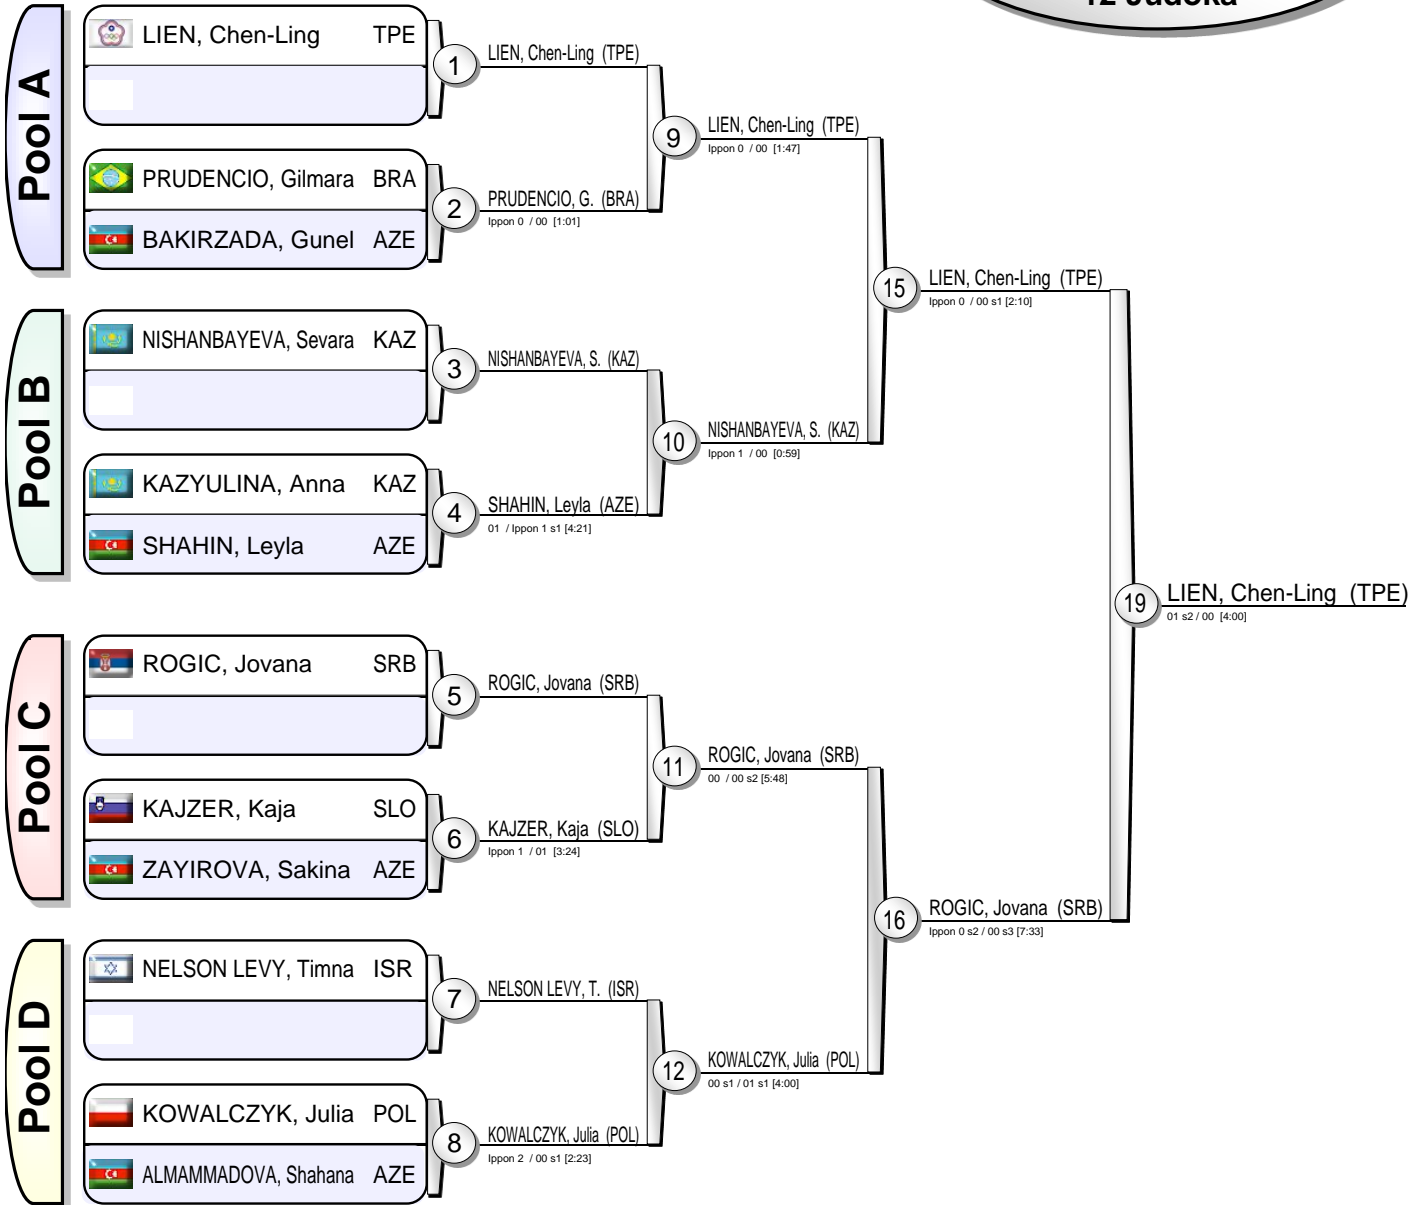 12 Judoka
Pool A
LIEN, Chen-Ling TPE
PRUDENCIO, Gilmara BRA
BAKIRZADA, Gunel AZE
1
LIEN, Chen-Ling (TPE)
2
PRUDENCIO, G. (BRA)
Ippon 0 / 00 [1:01]
9
LIEN, Chen-Ling (TPE)
Ippon 0 / 00 [1:47]
Pool B
NISHANBAYEVA, Sevara KAZ
KAZYULINA, Anna KAZ
SHAHIN, Leyla AZE
3
NISHANBAYEVA, S. (KAZ)
4
SHAHIN, Leyla (AZE)
01 / Ippon 1 s1 [4:21]
10
NISHANBAYEVA, S. (KAZ)
Ippon 1 / 00 [0:59]
15
LIEN, Chen-Ling (TPE)
Ippon 0 / 00 s1 [2:10]
Pool C
ROGIC, Jovana SRB
KAJZER, Kaja SLO
ZAYIROVA, Sakina AZE
5
ROGIC, Jovana (SRB)
6
KAJZER, Kaja (SLO)
Ippon 1 / 01 [3:24]
11
ROGIC, Jovana (SRB)
00 / 00 s2 [5:48]
Pool D
NELSON LEVY, Timna ISR
KOWALCZYK, Julia POL
ALMAMMADOVA, Shahana AZE
7
NELSON LEVY, T. (ISR)
8
KOWALCZYK, Julia (POL)
Ippon 2 / 00 s1 [2:23]
12
KOWALCZYK, Julia (POL)
00 s1 / 01 s1 [4:00]
16
ROGIC, Jovana (SRB)
Ippon 0 s2 / 00 s3 [7:33]
19
LIEN, Chen-Ling (TPE)
01 s2 / 00 [4:00]